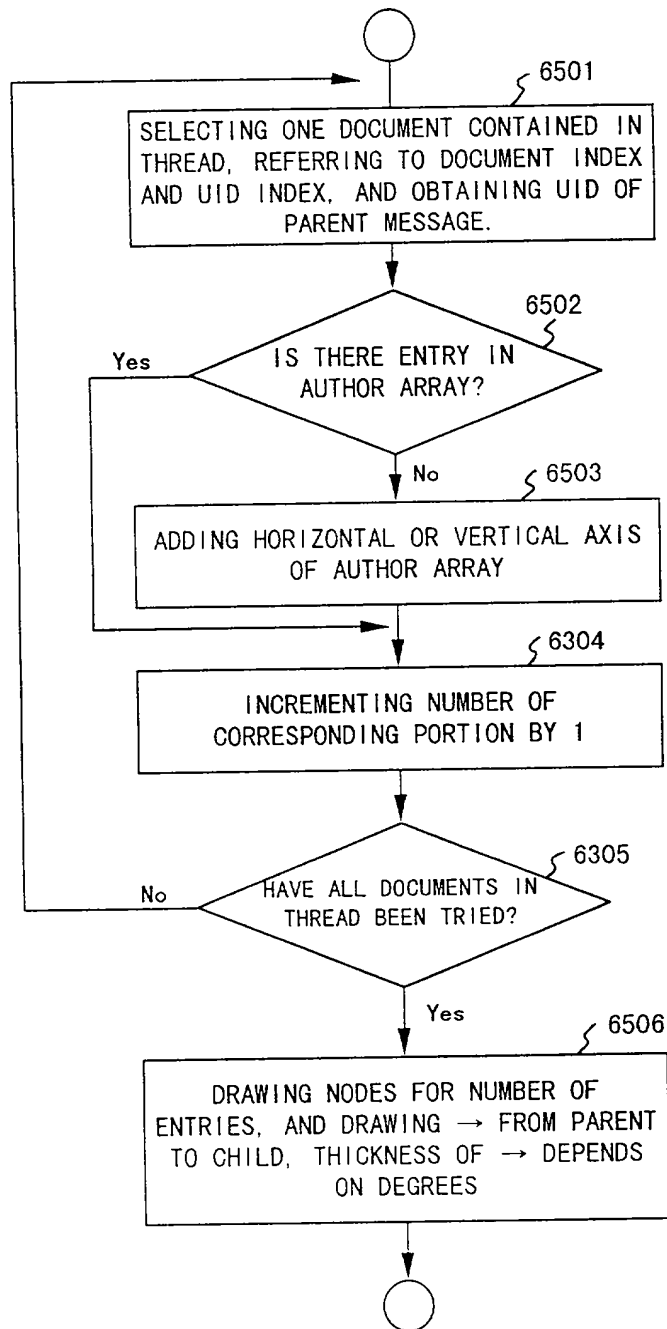 6501
SELECTING ONE DOCUMENT CONTAINED IN
THREAD, REFERRING TO DOCUMENT INDEX
AND UID INDEX, AND OBTAINING UID OF
PARENT MESSAGE.
6502
IS THERE ENTRY IN
AUTHOR ARRAY?
Yes
No
6503
ADDING HORIZONTAL OR VERTICAL AXIS
OF AUTHOR ARRAY
6304
INCREMENTING NUMBER OF
CORRESPONDING PORTION BY 1
6305
HAVE ALL DOCUMENTS IN
THREAD BEEN TRIED?
No
Yes
6506
DRAWING NODES FOR NUMBER OF
ENTRIES, AND DRAWING → FROM PARENT
TO CHILD, THICKNESS OF → DEPENDS
ON DEGREES